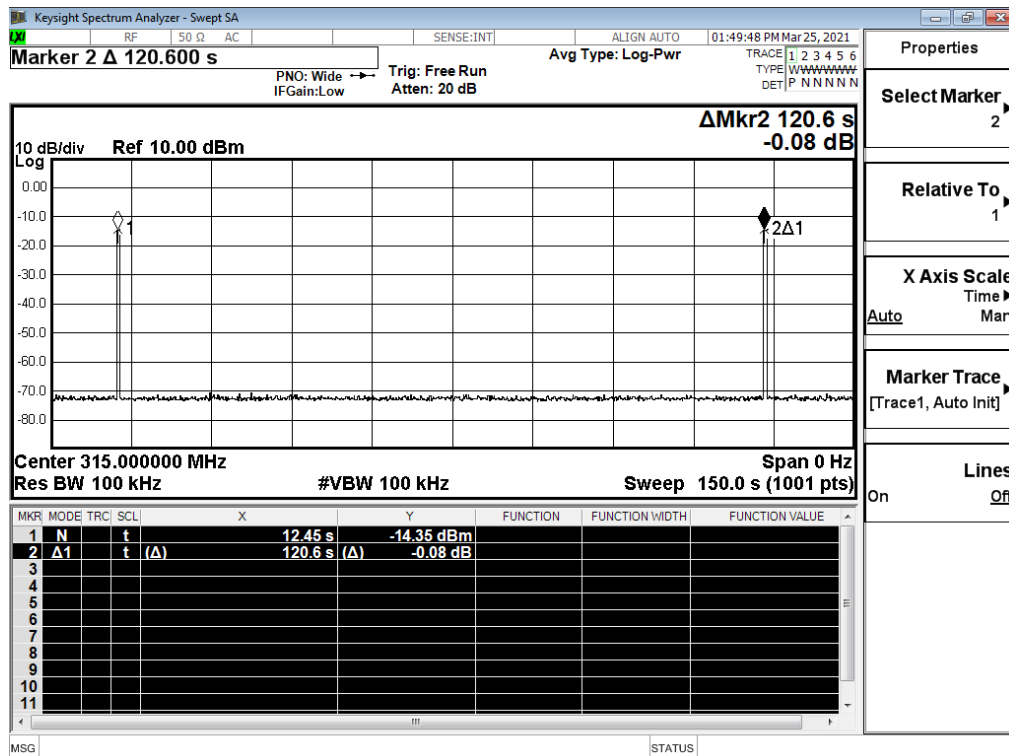 Keysight Spectrum Analyzer - Swept SA
LXI RF 50 Ω AC SENSE:INT ALIGN AUTO 01:49:48 PM Mar 25, 2021
Marker 2 Δ 120.600 s
PNO: Wide
IFGain:Low
Trig: Free Run
Atten: 20 dB
Avg Type: Log-Pwr
TRACE 1 2 3 4 5 6
TYPE WWWWWW
DET P N N N N N
ΔMkr2 120.6 s
-0.08 dB
10 dB/div Ref 10.00 dBm
Log
0.00
-10.0
-20.0
-30.0
-40.0
-50.0
-60.0
-70.0
-80.0
1
2Δ1
Center 315.000000 MHz Span 0 Hz
Res BW 100 kHz #VBW 100 kHz Sweep 150.0 s (1001 pts)
MKR MODE TRC SCL X Y FUNCTION FUNCTION WIDTH FUNCTION VALUE
1 N t 12.45 s -14.35 dBm
2 Δ1 t (Δ) 120.6 s (Δ) -0.08 dB
3
4
5
6
7
8
9
10
11
MSG STATUS
Properties
Select Marker
2
Relative To
1
X Axis Scale
Time
Auto Man
Marker Trace
[Trace1, Auto Init]
Lines
On Off